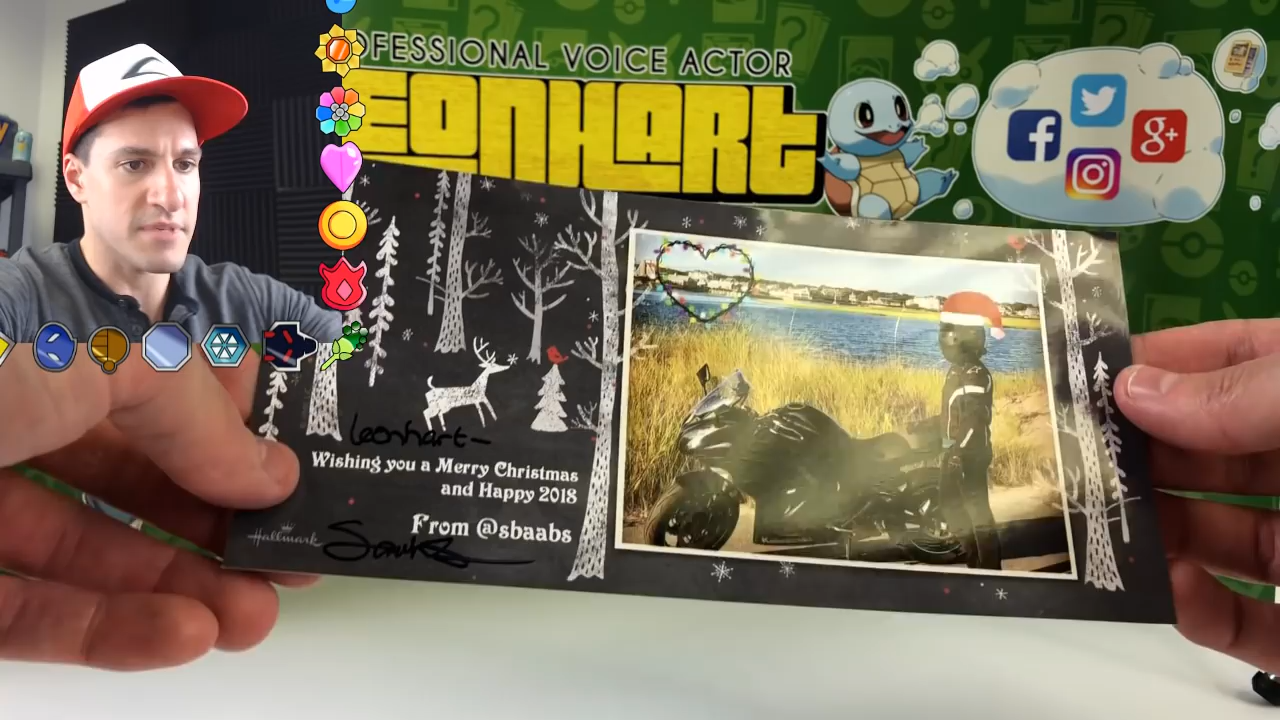 OFESSIONAL VOICE ACTOR
EONHART
f
g+
leonhart-
Wishing you a Merry Christmas
and Happy 2018
From @sbaabs
Hallmark